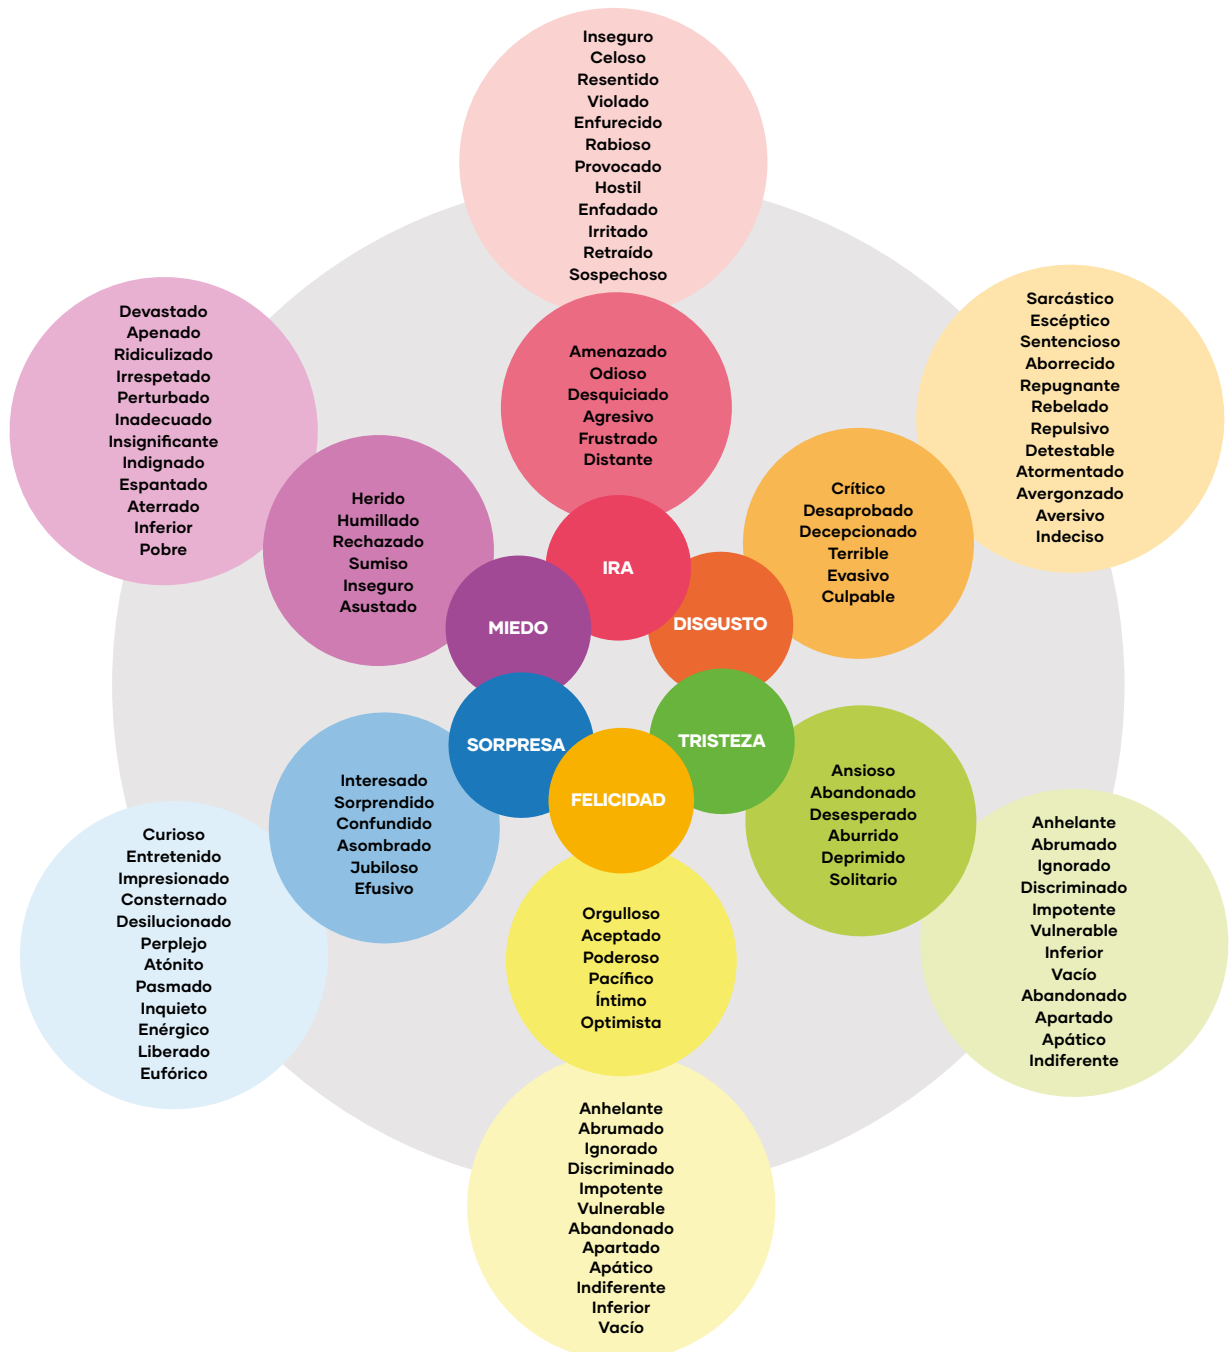 Inseguro
Celoso
Resentido
Violado
Enfurecido
Rabioso
Provocado
Hostil
Enfadado
Irritado
Retraído
Sospechoso
Amenazado
Odioso
Desquiciado
Agresivo
Frustrado
Distante
IRA
Devastado
Apenado
Ridiculizado
Irrespetado
Perturbado
Inadecuado
Insignificante
Indignado
Espantado
Aterrado
Inferior
Pobre
Herido
Humillado
Rechazado
Sumiso
Inseguro
Asustado
MIEDO
Sarcástico
Escéptico
Sentencioso
Aborrecido
Repugnante
Rebelado
Repulsivo
Detestable
Atormentado
Avergonzado
Aversivo
Indeciso
Crítico
Desaprobado
Decepcionado
Terrible
Evasivo
Culpable
DISGUSTO
SORPRESA
Interesado
Sorprendido
Confundido
Asombrado
Jubiloso
Efusivo
Curioso
Entretenido
Impresionado
Consternado
Desilucionado
Perplejo
Atónito
Pasmado
Inquieto
Enérgico
Liberado
Eufórico
TRISTEZA
Ansioso
Abandonado
Desesperado
Aburrido
Deprimido
Solitario
Anhelante
Abrumado
Ignorado
Discriminado
Impotente
Vulnerable
Inferior
Vacío
Abandonado
Apartado
Apático
Indiferente
FELICIDAD
Orgulloso
Aceptado
Poderoso
Pacífico
Íntimo
Optimista
Anhelante
Abrumado
Ignorado
Discriminado
Impotente
Vulnerable
Abandonado
Apartado
Apático
Indiferente
Inferior
Vacío